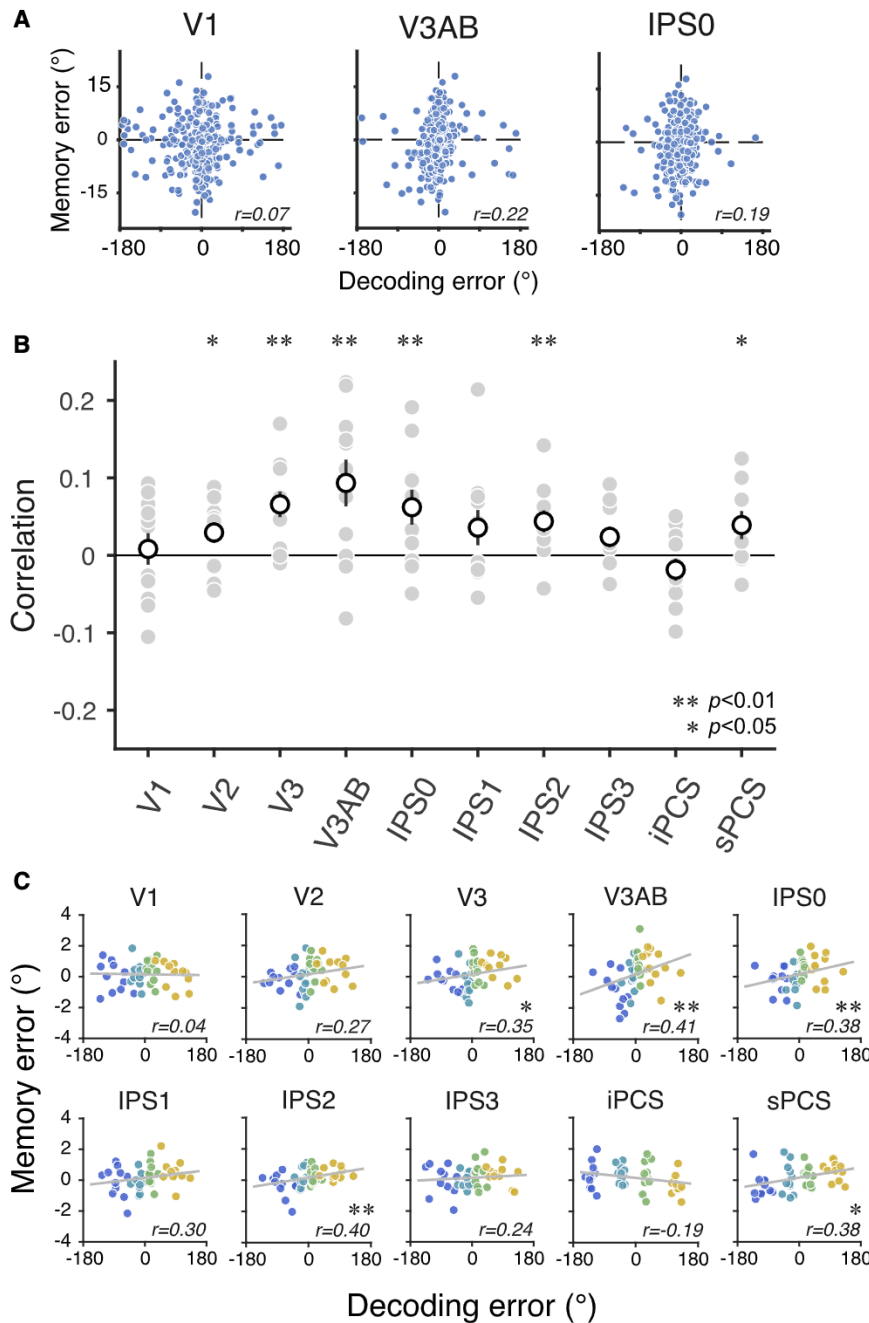 A
V1 V3AB IPS0
Memory error (°)
15
0
-15
r=0.07 r=0.22 r=0.19
-180 0 180 -180 0 180 -180 0 180
Decoding error (°)
B
* ** ** ** ** *
Correlation
0.2
0.1
0
-0.1
-0.2
** p<0.01
* p<0.05
V1 V2 V3 V3AB IPS0 IPS1 IPS2 IPS3 iPCS sPCS
C
V1 V2 V3 V3AB IPS0
Memory error (°)
4
2
0
-2
-4
* ** **
r=0.04 r=0.27 r=0.35 r=0.41 r=0.38
-180 0 180 -180 0 180 -180 0 180 -180 0 180 -180 0 180
IPS1 IPS2 IPS3 iPCS sPCS
4
2
0
-2
-4
** *
r=0.30 r=0.40 r=0.24 r=-0.19 r=0.38
-180 0 180 -180 0 180 -180 0 180 -180 0 180 -180 0 180
Decoding error (°)